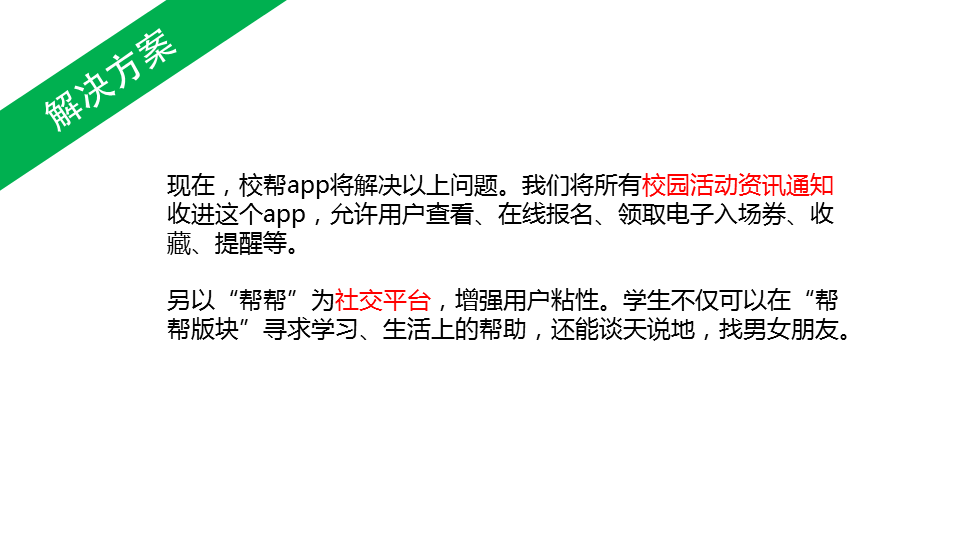 解决方案
现在，校帮app将解决以上问题。我们将所有校园活动资讯通知
收进这个app，允许用户查看、在线报名、领取电子入场券、收
藏、提醒等。
另以“帮帮”为社交平台，增强用户粘性。学生不仅可以在“帮
帮版块”寻求学习、生活上的帮助，还能谈天说地，找男女朋友。